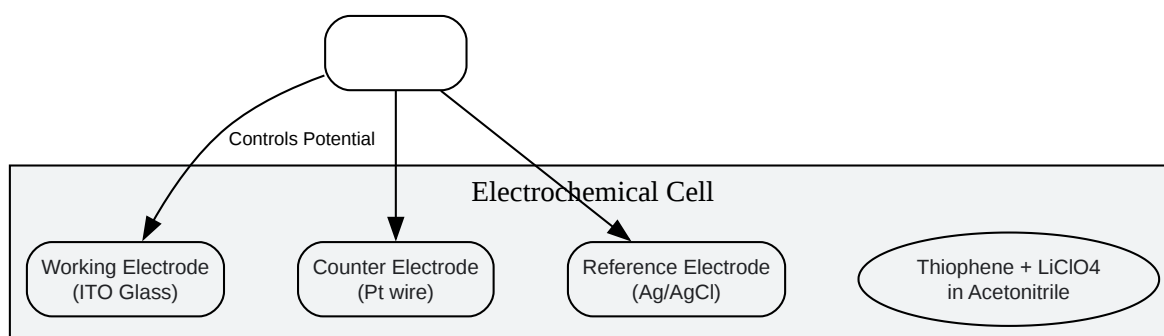 Controls Potential
Electrochemical Cell
Working Electrode
(ITO Glass)
Counter Electrode
(Pt wire)
Reference Electrode
(Ag/AgCl)
Thiophene + LiClO4
in Acetonitrile